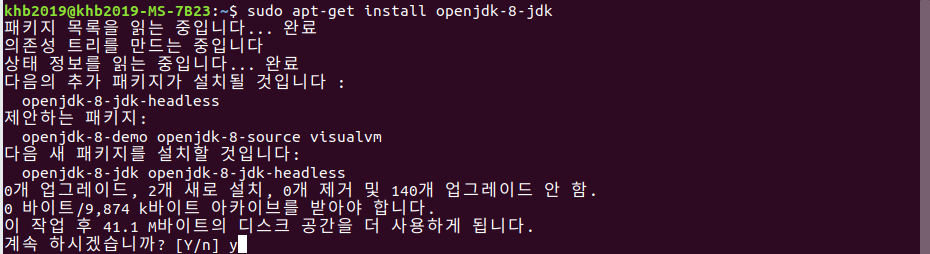 khb2019@khb2019-MS-7B23:~$ sudo apt-get install openjdk-8-jdk
패키지 목록을 읽는 중입니다... 완료
의존성 트리를 만드는 중입니다
상태 정보를 읽는 중입니다... 완료
다음의 추가 패키지가 설치될 것입니다 :
openjdk-8-jdk-headless
제안하는 패키지:
openjdk-8-demo openjdk-8-source visualvm
다음 새 패키지를 설치할 것입니다:
openjdk-8-jdk openjdk-8-jdk-headless
0개 업그레이드, 2개 새로 설치, 0개 제거 및 140개 업그레이드 안 함.
0 바이트/9,874 k바이트 아카이브를 받아야 합니다.
이 작업 후 41.1 M바이트의 디스크 공간을 더 사용하게 됩니다.
계속 하시겠습니까? [Y/n] y